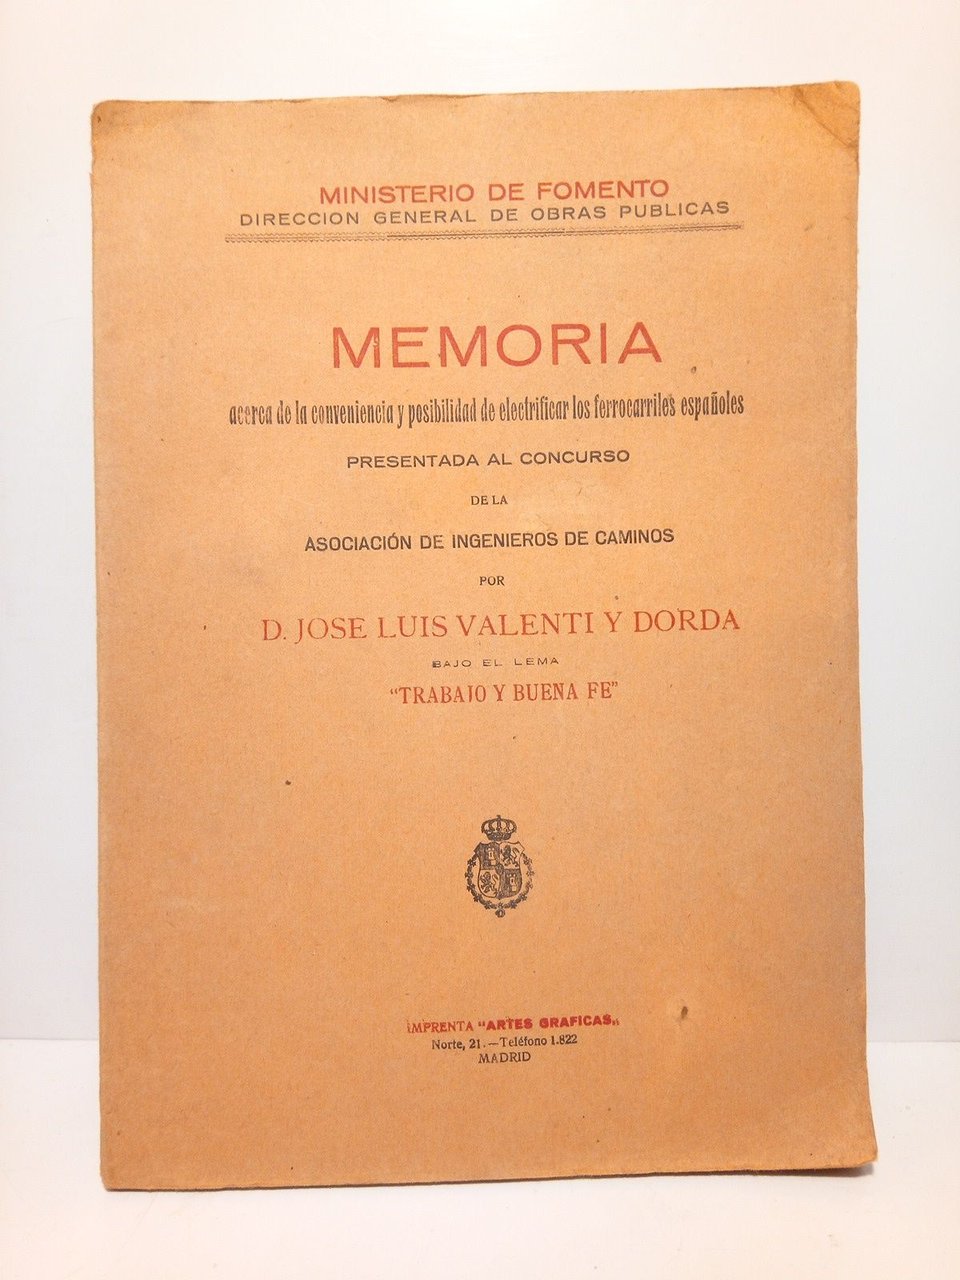 MINISTERIO DE FOMENTO
DIRECCION GENERAL DE OBRAS PUBLICAS
MEMORIA
acerca de la conveniencia y posibilidad de electrificar los ferrocarriles españoles
PRESENTADA AL CONCURSO
DE LA
ASOCIACIÓN DE INGENIEROS DE CAMINOS
POR
D. JOSE LUIS VALENTI Y DORDA
BAJO EL LEMA
"TRABAJO Y BUENA FE"
IMPRENTA "ARTES GRAFICAS"
Norte, 21.—Teléfono 1.822
MADRID